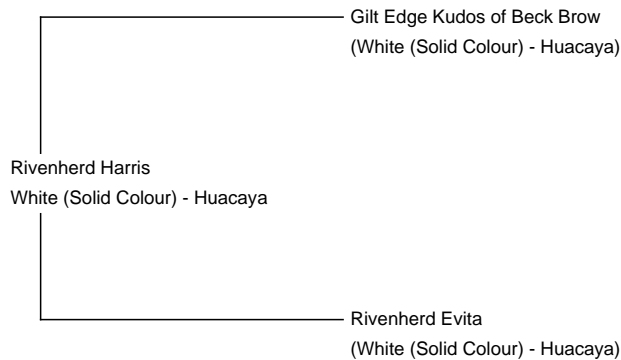 Gilt Edge Kudos of Beck Brow
(White (Solid Colour) - Huacaya)
Rivenherd Harris
White (Solid Colour) - Huacaya
Rivenherd Evita
(White (Solid Colour) - Huacaya)